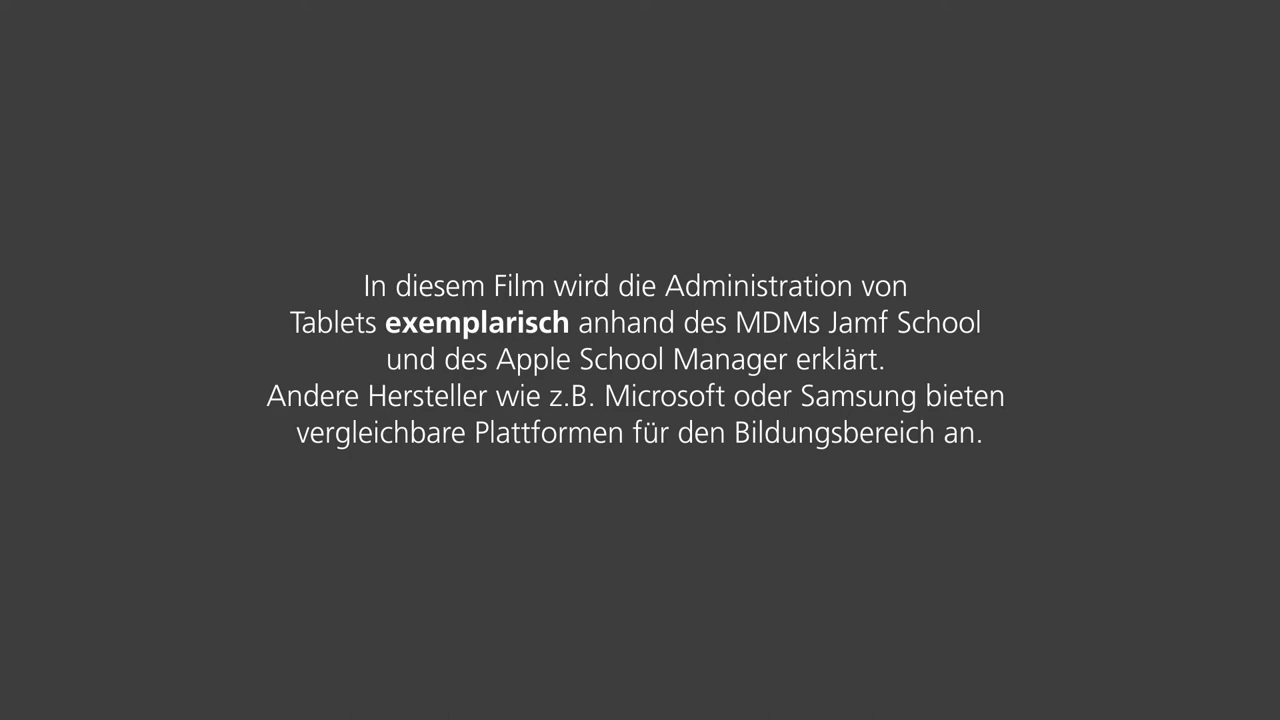 In diesem Film wird die Administration von
Tablets exemplarisch anhand des MDMs Jamf School
und des Apple School Manager erklärt.
Andere Hersteller wie z.B. Microsoft oder Samsung bieten
vergleichbare Plattformen für den Bildungsbereich an.